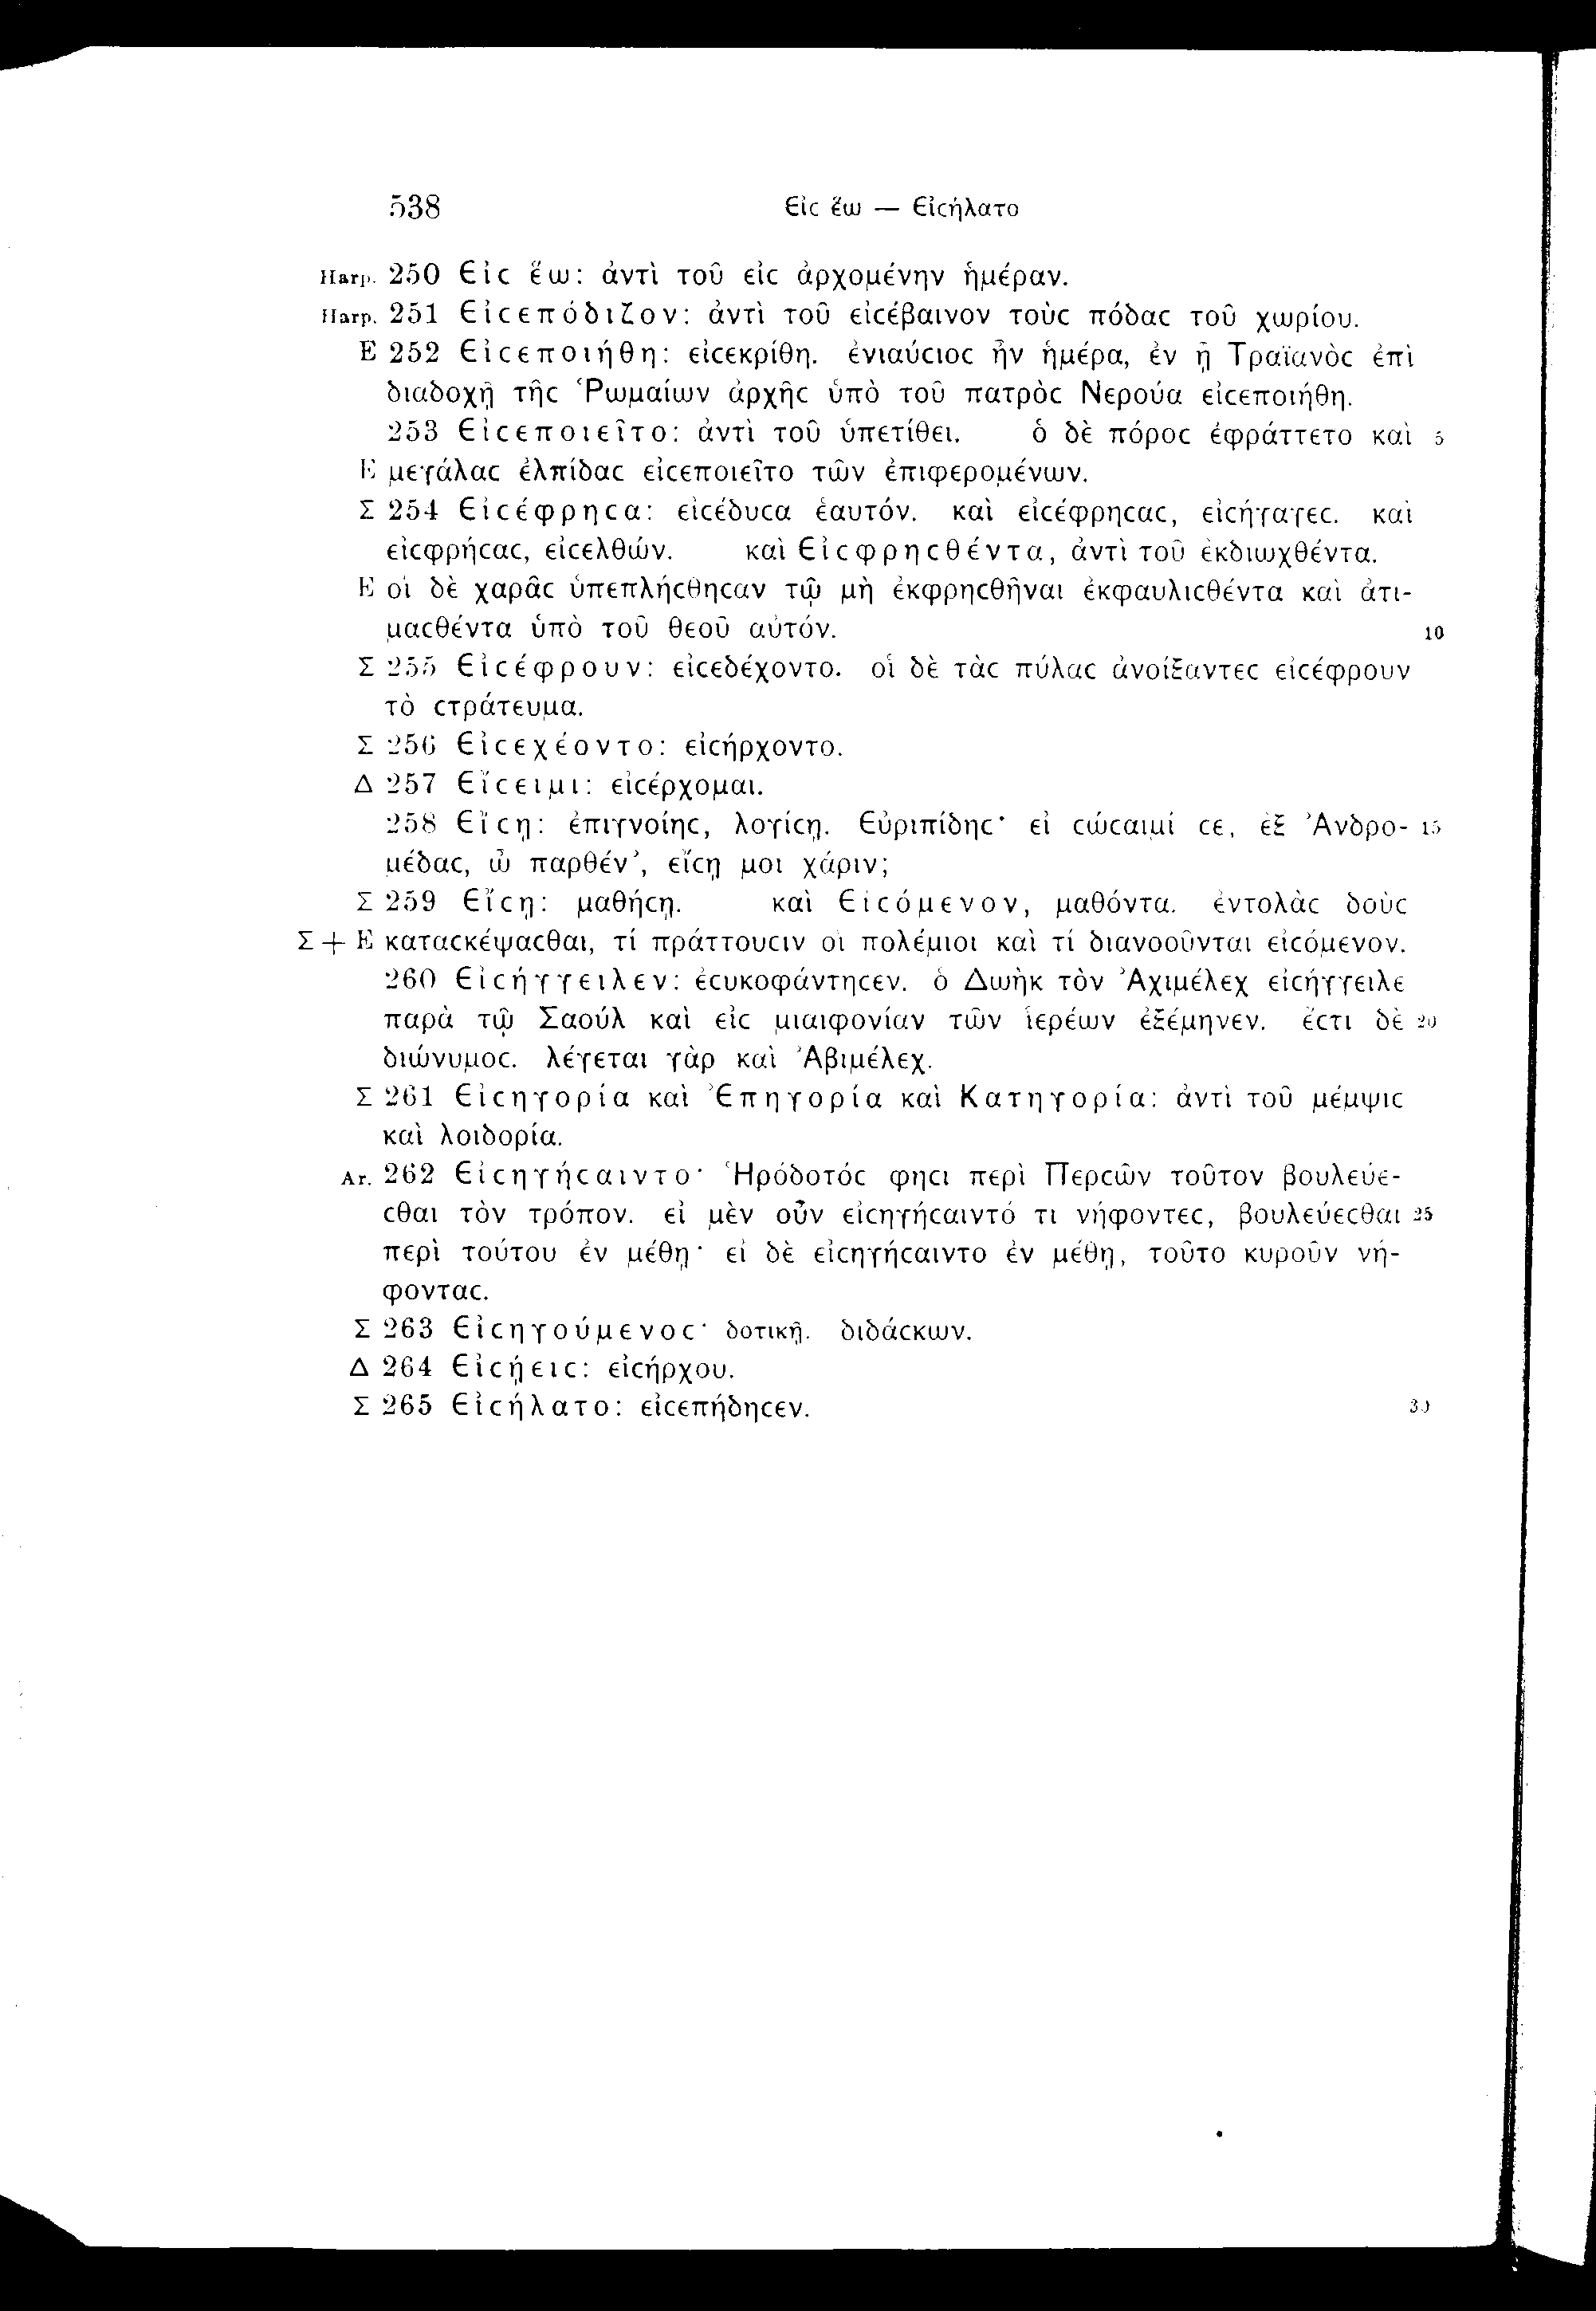 538 Εἰϲ ἕω — Εἰϲήλατο
Harp. 250 Εἰϲ ἕω: ἀντὶ τοῦ εἰϲ ἀρχομένην ἡμέραν.
Harp. 251 Εἰϲεπόδιζον: ἀντὶ τοῦ εἰϲέβαινον τοὺϲ πόδαϲ τοῦ χωρίου.
E 252 Εἰϲεποιήθη: εἰϲεκρίθη. ἐνιαύϲιοϲ ἦν ἡμέρα, ἐν ᾗ Τραϊανὸϲ ἐπὶ
διαδοχῇ τῆϲ Ῥωμαίων ἀρχῆϲ ὑπὸ τοῦ πατρὸϲ Νερούα εἰϲεποιήθη.
253 Εἰϲεποιεῖτο: ἀντὶ τοῦ ὑπετίθει. ὁ δὲ πόροϲ ἐφράττετο καὶ 5
E μεγάλαϲ ἐλπίδαϲ εἰϲεποιεῖτο τῶν ἐπιφερομένων.
Σ 254 Εἰϲέφρηϲα: εἰϲέδυϲα ἑαυτόν. καὶ εἰϲέφρηϲαϲ, εἰϲήγαγεϲ. καὶ
εἰϲφρήϲαϲ, εἰϲελθών. καὶ Εἰϲφρηϲθέντα, ἀντὶ τοῦ ἐκδιωχθέντα.
E οἱ δὲ χαρᾶϲ ὑπεπλήϲθηϲαν τῷ μὴ ἐκφρηϲθῆναι ἐκφαυλιϲθέντα καὶ ἀτι-
μαϲθέντα ὑπὸ τοῦ θεοῦ αὐτόν. 10
Σ 255 Εἰϲέφρουν: εἰϲεδέχοντο. οἱ δὲ τὰϲ πύλαϲ ἀνοίξαντεϲ εἰϲέφρουν
τὸ ϲτράτευμα.
Σ 256 Εἰϲεχέοντο: εἰϲήρχοντο.
Δ 257 Εἴϲειμι: εἰϲέρχομαι.
258 Εἴϲῃ: ἐπιγνοίηϲ, λογίϲῃ. Εὐριπίδηϲ· εἰ ϲώϲαιμί ϲε, ἐξ Ἀνδρο- 15
μέδαϲ, ὦ παρθέν', εἴϲῃ μοι χάριν;
Σ 259 Εἴϲῃ: μαθήϲῃ. καὶ Εἰϲόμενον, μαθόντα. ἐντολὰϲ δοὺϲ
Σ + E καταϲκέψαϲθαι, τί πράττουϲιν οἱ πολέμιοι καὶ τί διανοοῦνται εἰϲόμενον.
260 Εἰϲήγγειλεν: ἐϲυκοφάντηϲεν. ὁ Δωὴκ τὸν Ἀχιμέλεχ εἰϲήγγειλε
παρὰ τῷ Σαοὺλ καὶ εἰϲ μιαιφονίαν τῶν ἱερέων ἐξέμηνεν. ἔϲτι δὲ 20
διώνυμοϲ. λέγεται γὰρ καὶ Ἀβιμέλεχ.
Σ 261 Εἰϲηγορία καὶ Ἐπηγορία καὶ Κατηγορία: ἀντὶ τοῦ μέμψιϲ
καὶ λοιδορία.
Ar. 262 Εἰϲηγήϲαιντο· Ἡρόδοτόϲ φηϲι περὶ Περϲῶν τοῦτον βουλεύε-
ϲθαι τὸν τρόπον. εἰ μὲν οὖν εἰϲηγήϲαιντό τι νήφοντεϲ, βουλεύεϲθαι 25
περὶ τούτου ἐν μέθῃ· εἰ δὲ εἰϲηγήϲαιντο ἐν μέθῃ, τοῦτο κυροῦν νή-
φονταϲ.
Σ 263 Εἰϲηγούμενοϲ· δοτικῇ. διδάϲκων.
Δ 264 Εἰϲῄειϲ: εἰϲήρχου.
Σ 265 Εἰϲήλατο: εἰϲεπήδηϲεν. 30